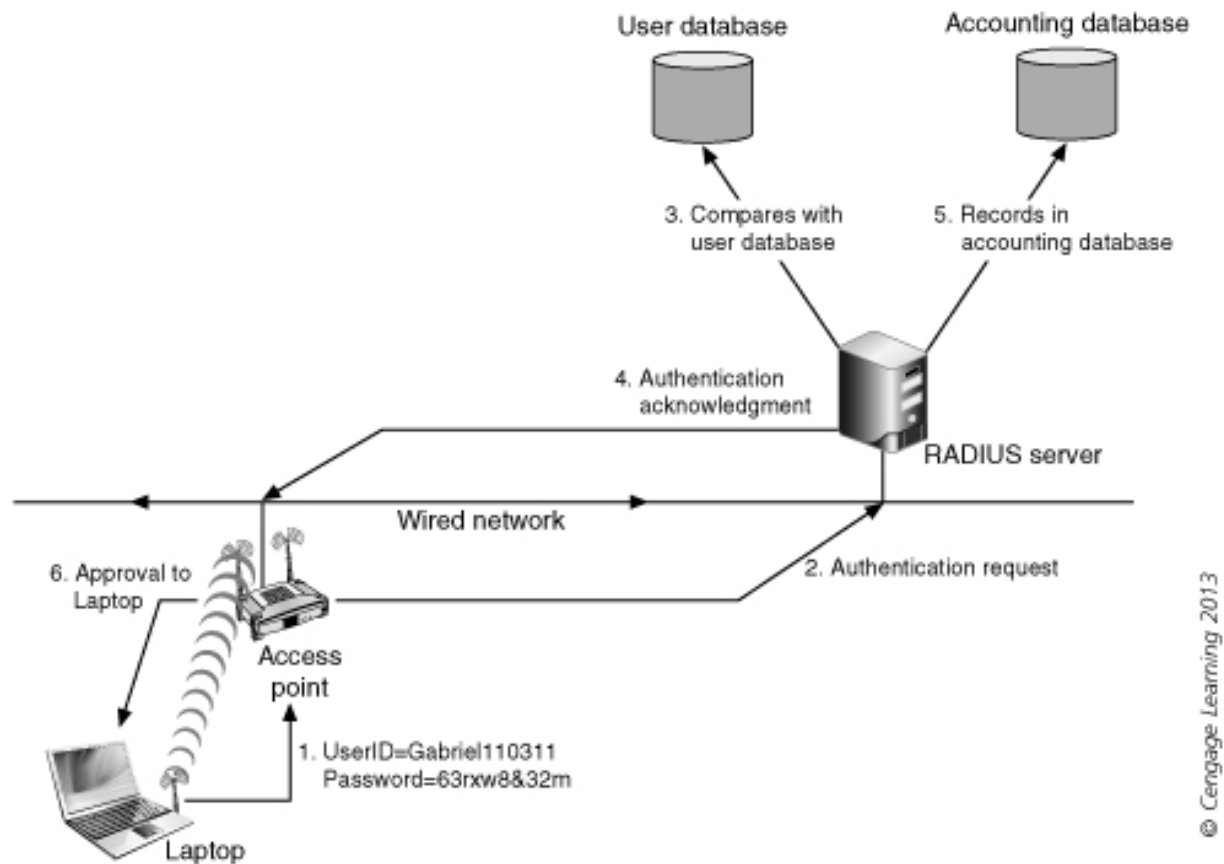 User database
Accounting database
3. Compares with
user database
5. Records in
accounting database
4. Authentication
acknowledgment
RADIUS server
Wired network
6. Approval to
Laptop
2. Authentication request
Access
point
1. UserID=Gabriel110311
Password=63rxw8&32m
Laptop
© Cengage Learning 2013